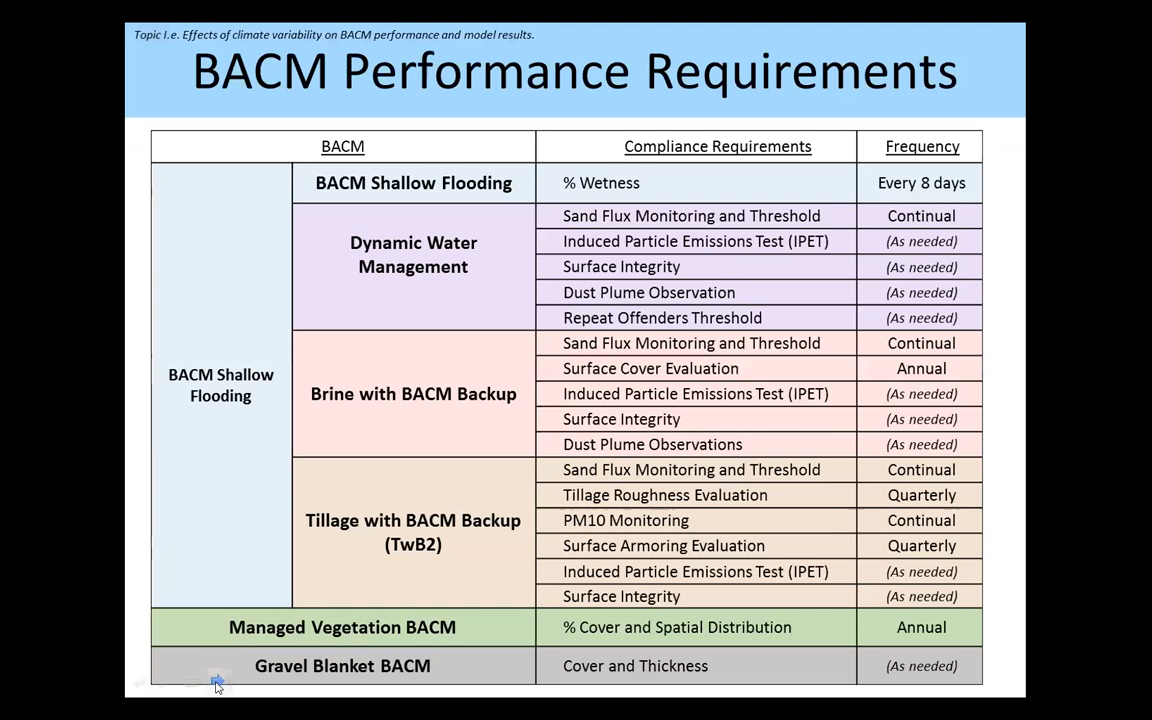 Topic I.e. Effects of climate variability on BACM performance and model results.
BACM Performance Requirements
BACM Compliance Requirements Frequency
BACM Shallow Flooding % Wetness Every 8 days
Dynamic Water Management
Sand Flux Monitoring and Threshold Continual
Induced Particle Emissions Test (IPET) (As needed)
Surface Integrity (As needed)
Dust Plume Observation (As needed)
Repeat Offenders Threshold (As needed)
BACM Shallow Flooding
Brine with BACM Backup
Sand Flux Monitoring and Threshold Continual
Surface Cover Evaluation Annual
Induced Particle Emissions Test (IPET) (As needed)
Surface Integrity (As needed)
Dust Plume Observations (As needed)
Tillage with BACM Backup (TwB2)
Sand Flux Monitoring and Threshold Continual
Tillage Roughness Evaluation Quarterly
PM10 Monitoring Continual
Surface Armoring Evaluation Quarterly
Induced Particle Emissions Test (IPET) (As needed)
Surface Integrity (As needed)
Managed Vegetation BACM % Cover and Spatial Distribution Annual
Gravel Blanket BACM Cover and Thickness (As needed)